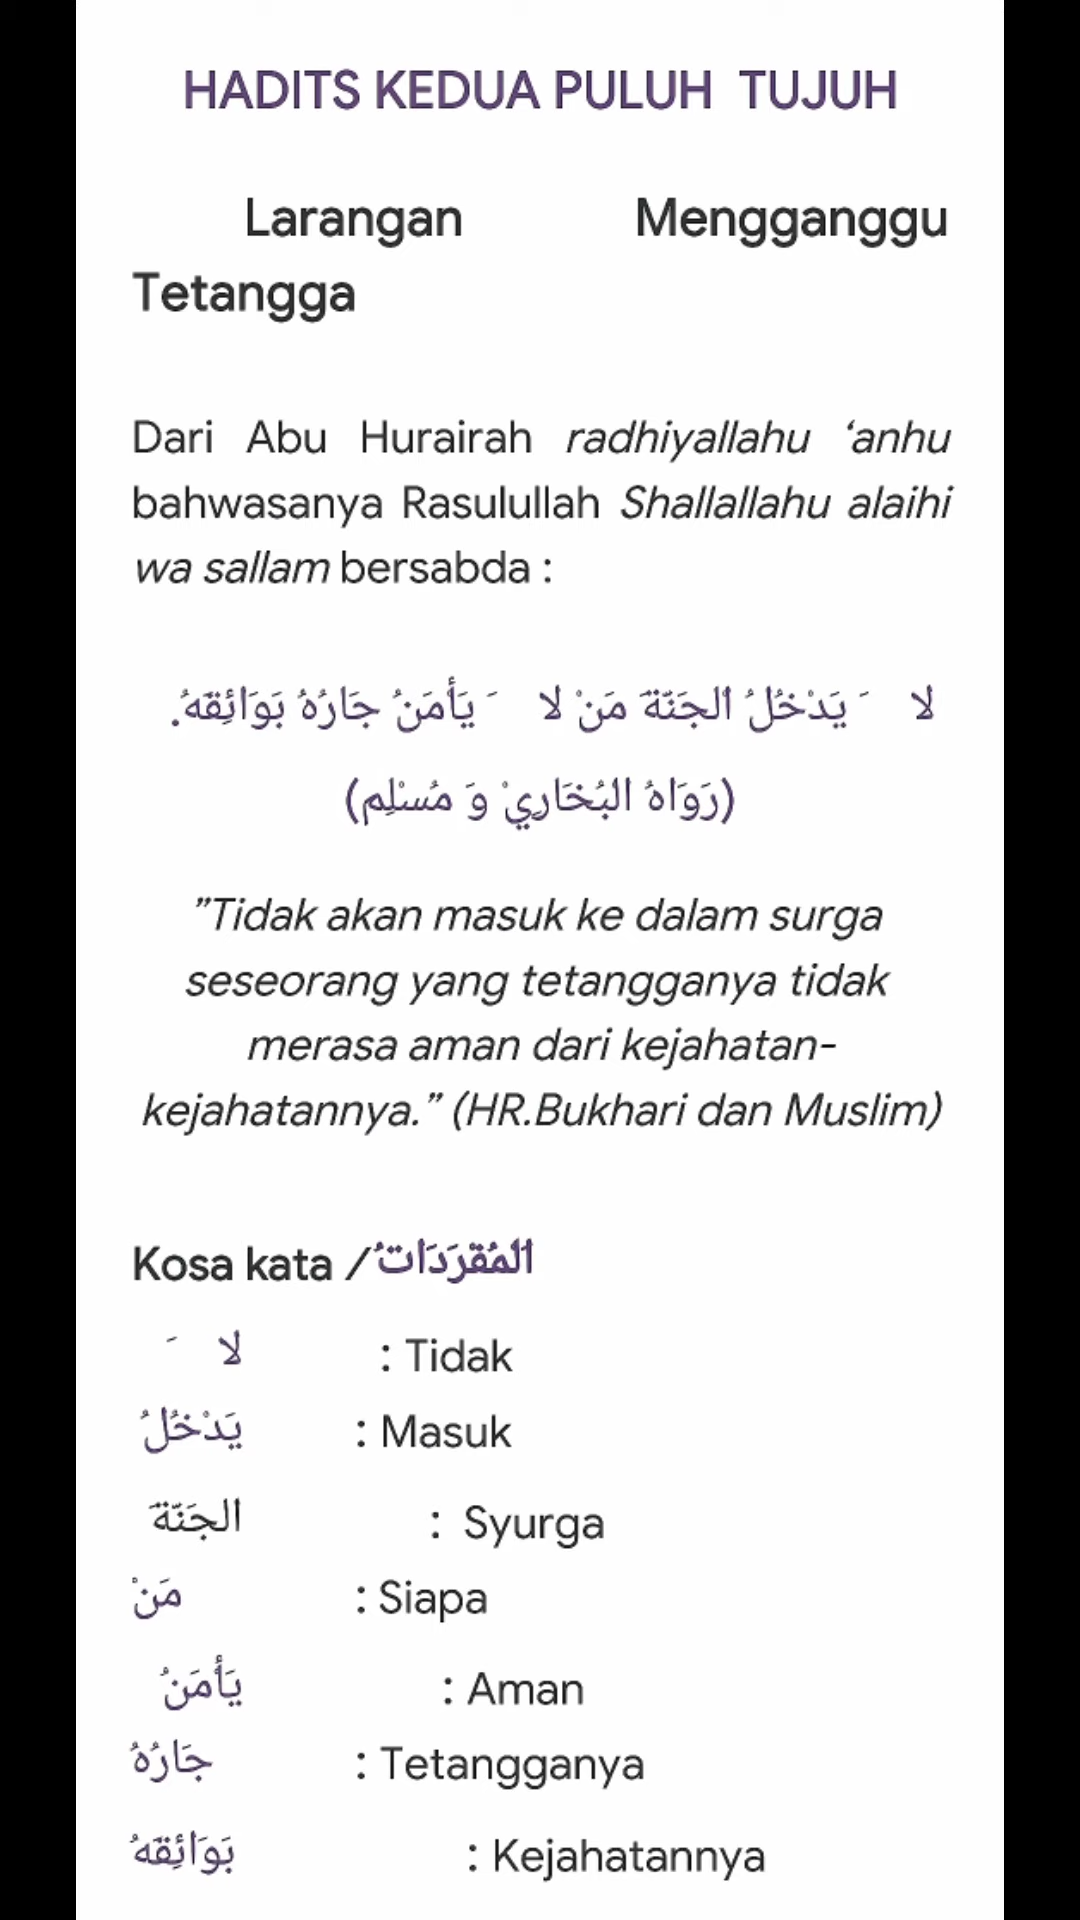 HADITS KEDUA PULUH TUJUH
Larangan Mengganggu
Tetangga
Dari Abu Hurairah radhiyallahu ‘anhu
bahwasanya Rasulullah Shallallahu alaihi
wa sallam bersabda :
لا َ يَدْخُلُ الجَنّةَ مَنْ لا َ يَأْمَنُ جَارُهُ بَوَائِقَهُ.
(رَوَاهُ البُخَارِيْ وَ مُسْلِم)
”Tidak akan masuk ke dalam surga
seseorang yang tetangganya tidak
merasa aman dari kejahatan-
kejahatannya.” (HR.Bukhari dan Muslim)
Kosa kata /المُقرَدَاتُ
لا َ : Tidak
يَدْخُلُ : Masuk
الجَنّةَ : Syurga
مَنْ : Siapa
يَأْمَنُ : Aman
جَارُهُ : Tetangganya
بَوَائِقَهُ : Kejahatannya